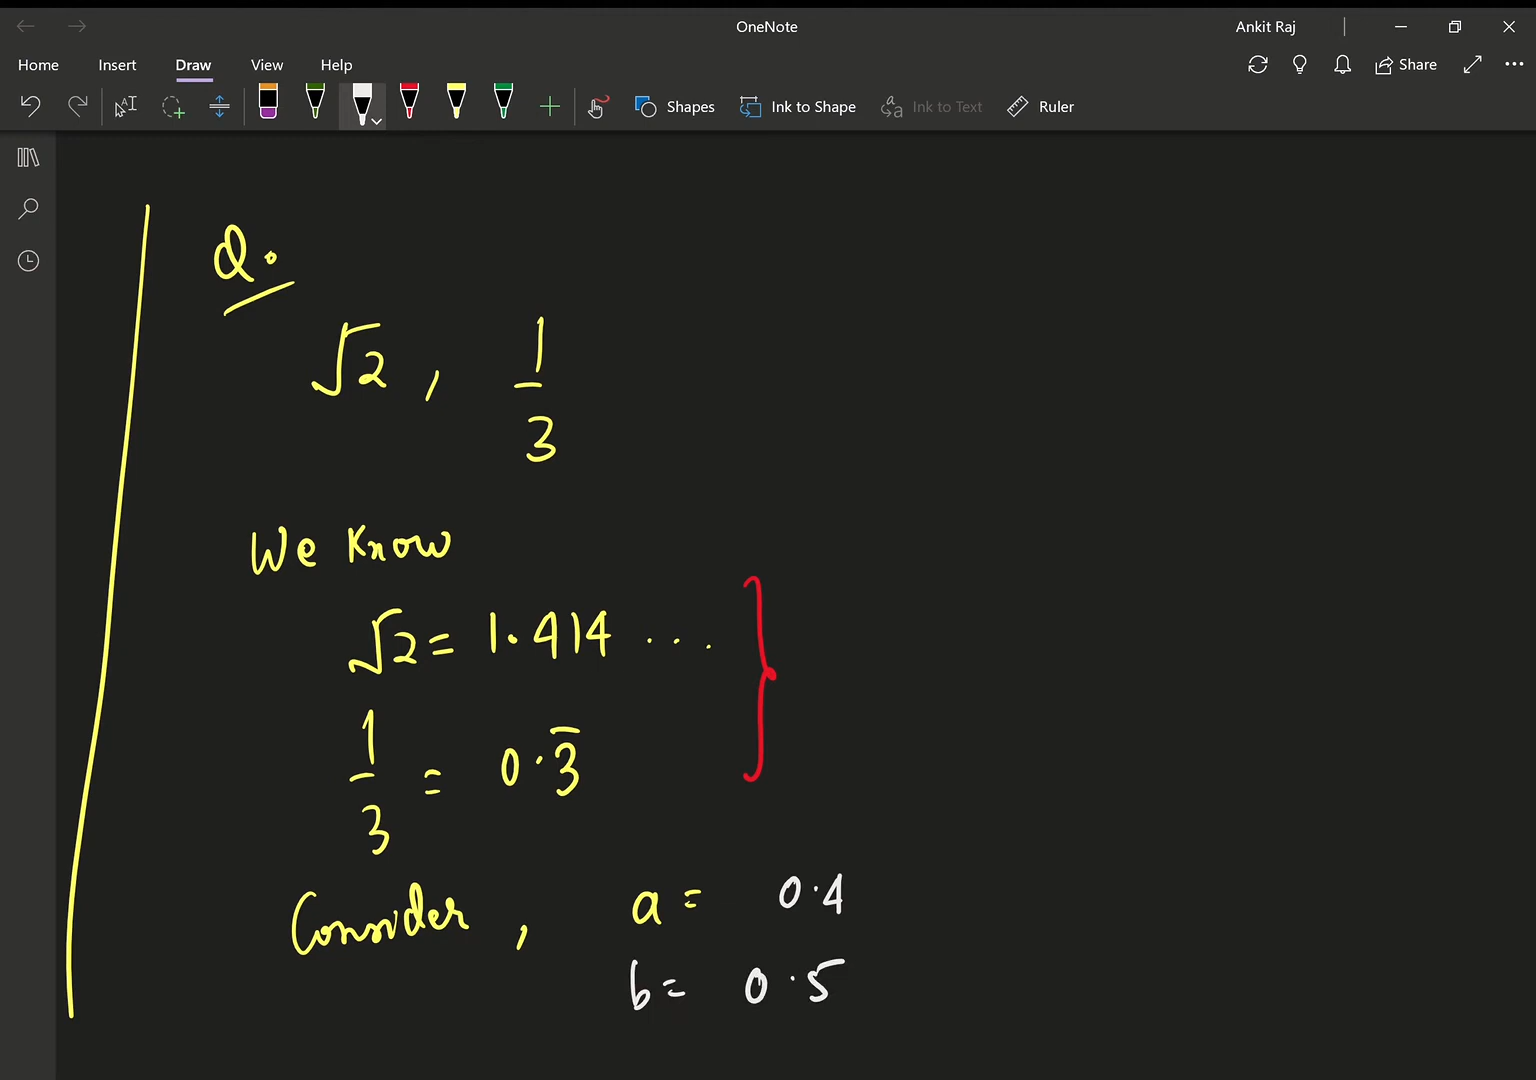 OneNote
Ankit Raj
Home Insert Draw View Help
Share
Shapes Ink to Shape Ink to Text Ruler
Q.
√2 , 1/3
We know
√2 = 1.414 ...
1/3 = 0.3̅
Consider , a = 0.4
b = 0.5